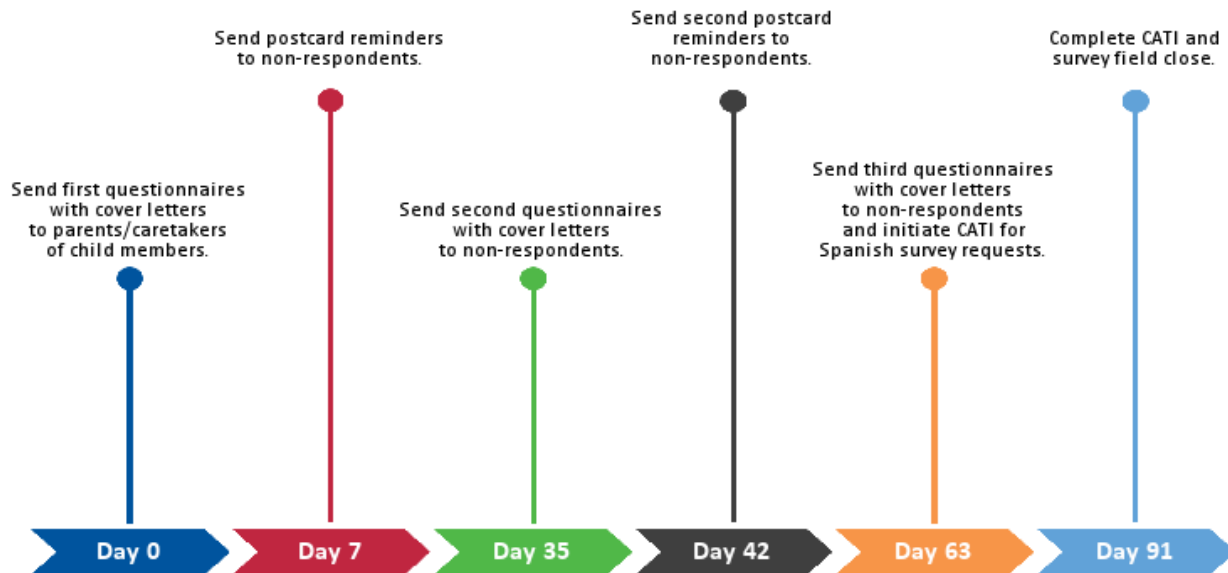 Send first questionnaires
with cover letters
to parents/caretakers
of child members.
Send postcard reminders
to non-respondents.
Send second questionnaires
with cover letters
to non-respondents.
Send second postcard
reminders to
non-respondents.
Send third questionnaires
with cover letters
to non-respondents
and initiate CATI for
Spanish survey requests.
Complete CATI and
survey field close.
Day 0
Day 7
Day 35
Day 42
Day 63
Day 91